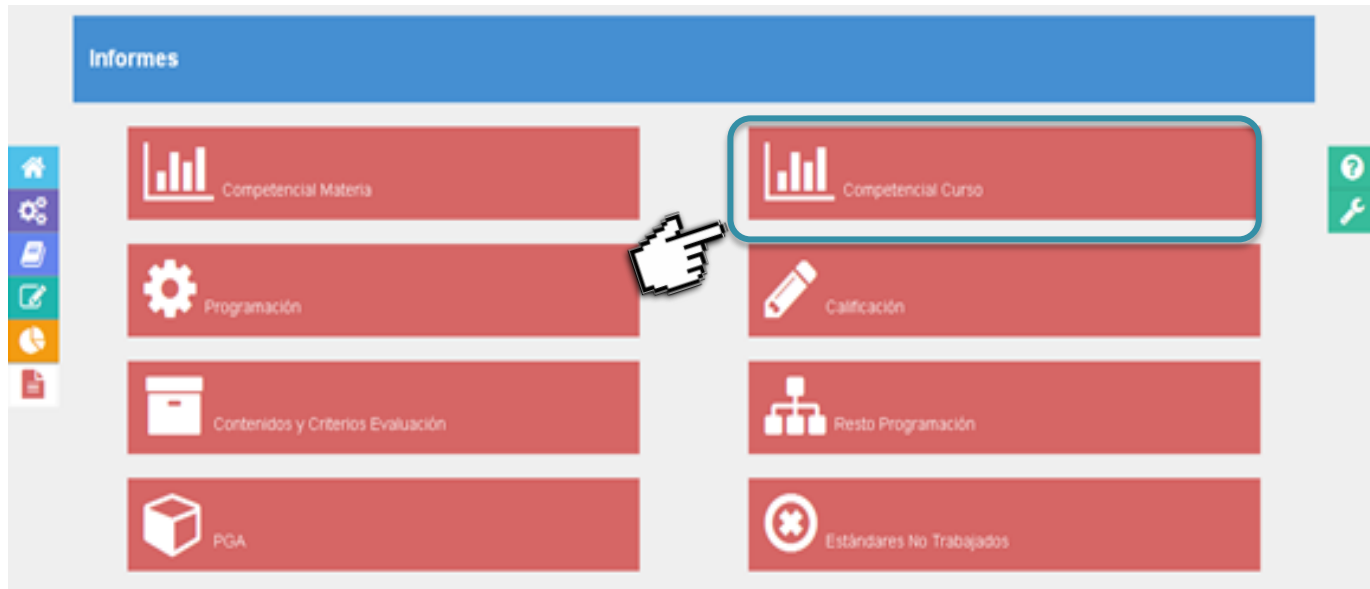 Informes
Competencial Materia
Competencial Curso
Programación
Calificación
Contenidos y Criterios Evaluación
Resto Programación
PGA
Estándares No Trabajados